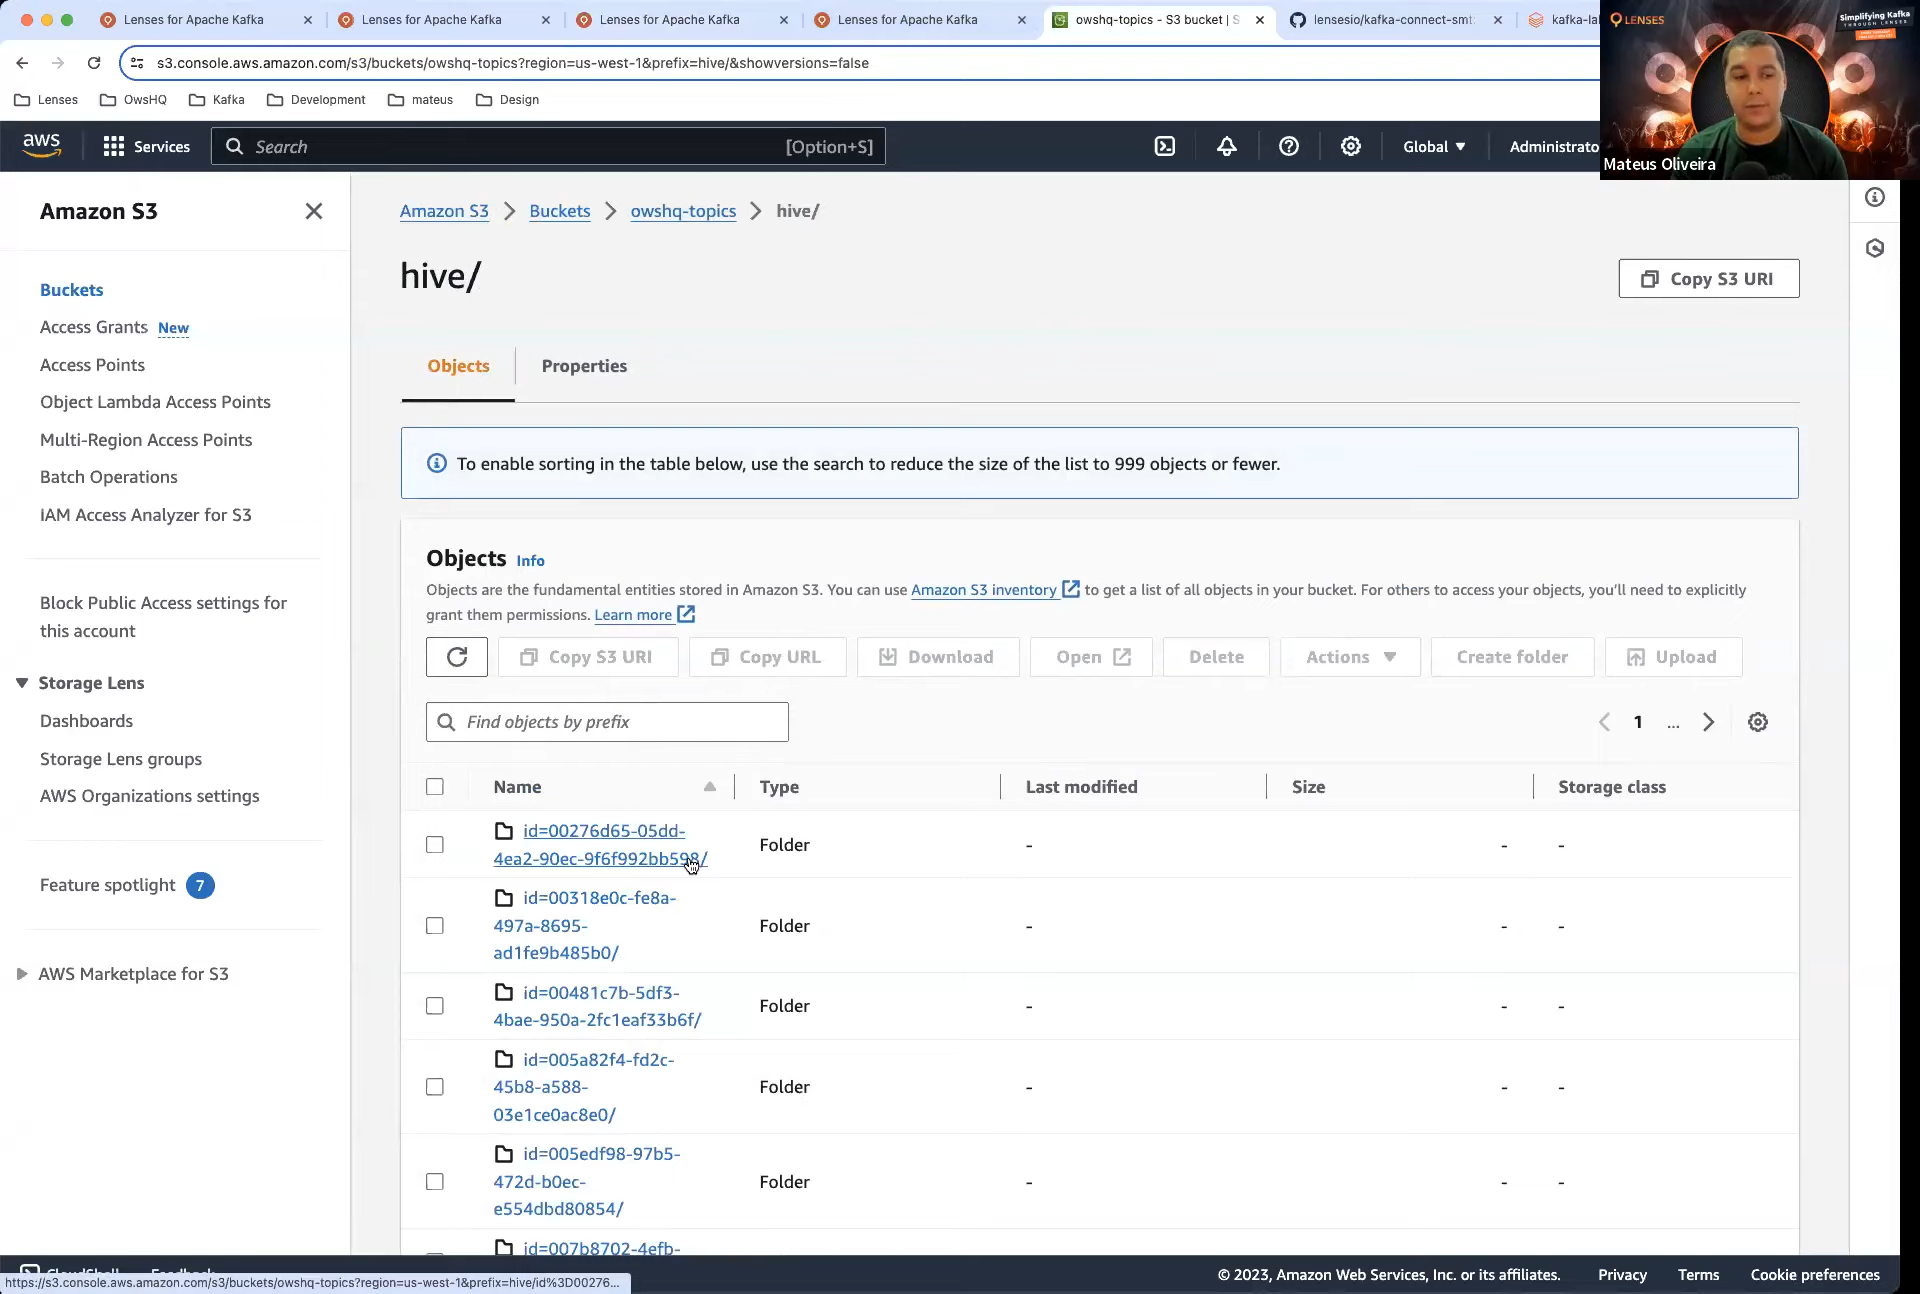 Lenses for Apache Kafka
Lenses for Apache Kafka
Lenses for Apache Kafka
Lenses for Apache Kafka
owshq-topics - S3 bucket | S
lensesio/kafka-connect-smt
kafka-la
LENSES
Simplifying Kafka
THROUGH LENSES
s3.console.aws.amazon.com/s3/buckets/owshq-topics?region=us-west-1&prefix=hive/&showversions=false
Lenses
OwsHQ
Kafka
Development
mateus
Design
aws
Services
Search
[Option+S]
Global
Administrato
Mateus Oliveira
Amazon S3
Buckets
Access Grants New
Access Points
Object Lambda Access Points
Multi-Region Access Points
Batch Operations
IAM Access Analyzer for S3
Block Public Access settings for
this account
Storage Lens
Dashboards
Storage Lens groups
AWS Organizations settings
Feature spotlight 7
AWS Marketplace for S3
Amazon S3 > Buckets > owshq-topics > hive/
hive/
Copy S3 URI
Objects
Properties
To enable sorting in the table below, use the search to reduce the size of the list to 999 objects or fewer.
Objects Info
Objects are the fundamental entities stored in Amazon S3. You can use Amazon S3 inventory to get a list of all objects in your bucket. For others to access your objects, you'll need to explicitly
grant them permissions. Learn more
Copy S3 URI
Copy URL
Download
Open
Delete
Actions
Create folder
Upload
Find objects by prefix
1 ...
Name
Type
Last modified
Size
Storage class
id=00276d65-05dd-
4ea2-90ec-9f6f992bb598/
Folder - - -
id=00318e0c-fe8a-
497a-8695-
ad1fe9b485b0/
Folder - - -
id=00481c7b-5df3-
4bae-950a-2fc1eaf33b6f/
Folder - - -
id=005a82f4-fd2c-
45b8-a588-
03e1ce0ac8e0/
Folder - - -
id=005edf98-97b5-
472d-b0ec-
e554dbd80854/
Folder - - -
id=007b8702-4efb-
CloudShell
Feedback
https://s3.console.aws.amazon.com/s3/buckets/owshq-topics?region=us-west-1&prefix=hive/id%3D00276...
© 2023, Amazon Web Services, Inc. or its affiliates.
Privacy
Terms
Cookie preferences